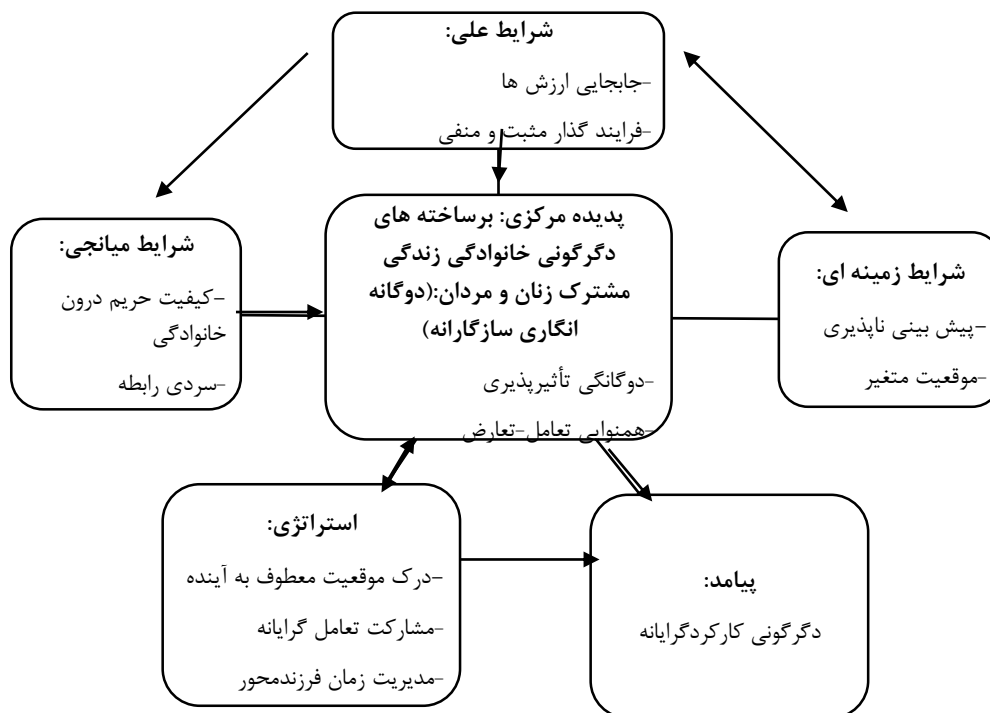 شرایط علی:
-جابجایی ارزش ها
-فرایند گذار مثبت و منفی
پدیده مرکزی: برساخته های
دگرگونی خانوادگی زندگی
مشترک زنان و مردان:(دوگانه
انگاری سازگارانه)
-دوگانگی تأثیرپذیری
-همنوایی تعامل-تعارض
شرایط زمینه ای:
-پیش بینی ناپذیری
-موقعیت متغیر
شرایط میانجی:
-کیفیت حریم درون
خانوادگی
-سردی رابطه
استراتژی:
-درک موقعیت معطوف به آینده
-مشارکت تعامل گرایانه
-مدیریت زمان فرزندمحور
پیامد:
دگرگونی کارکردگرایانه